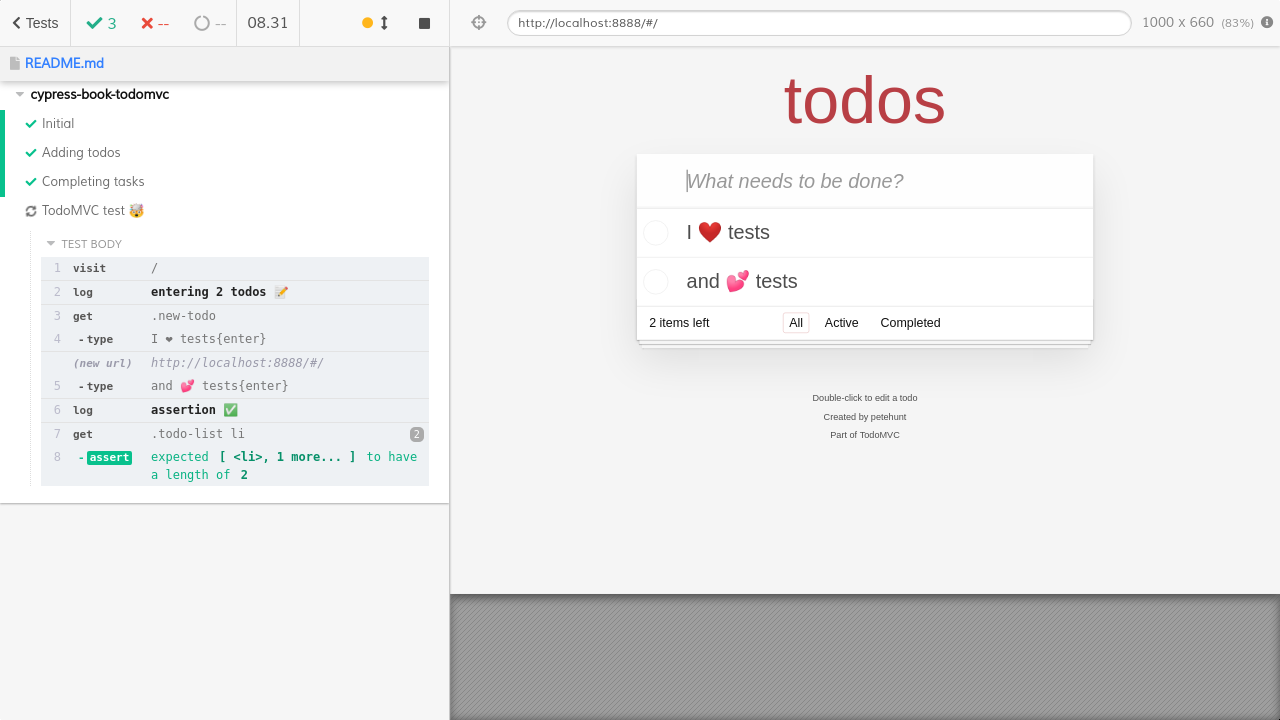 Tests 3 -- -- 08.31
http://localhost:8888/#/ 1000 x 660 (83%)
README.md
cypress-book-todomvc
Initial
Adding todos
Completing tasks
TodoMVC test 🤯
TEST BODY
1 visit /
2 log entering 2 todos 📝
3 get .new-todo
4 -type I ❤ tests{enter}
(new url) http://localhost:8888/#/
5 -type and 💕 tests{enter}
6 log assertion ✅
7 get .todo-list li 2
8 -assert expected [ <li>, 1 more... ] to have
a length of 2
todos
What needs to be done?
I ❤️ tests
and 💕 tests
2 items left All Active Completed
Double-click to edit a todo
Created by petehunt
Part of TodoMVC